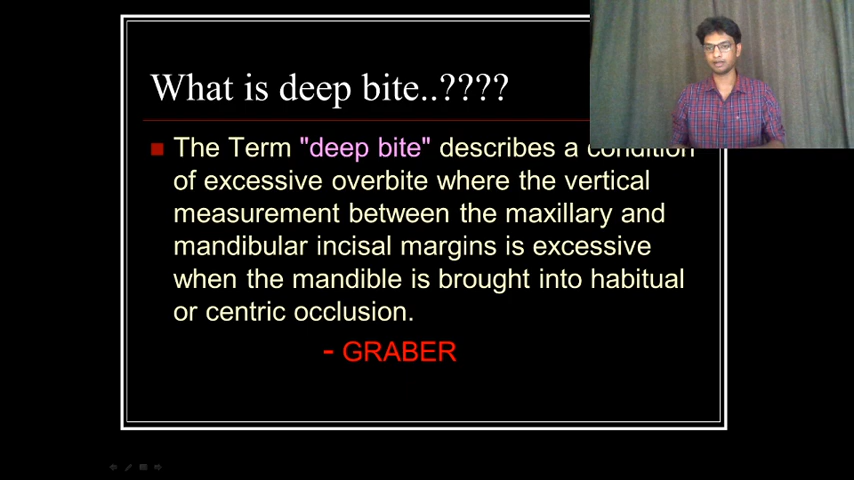 What is deep bite..????
The Term "deep bite" describes a condition
of excessive overbite where the vertical
measurement between the maxillary and
mandibular incisal margins is excessive
when the mandible is brought into habitual
or centric occlusion.
- GRABER